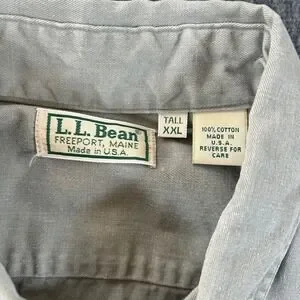 L.L. Bean
FREEPORT, MAINE
Made in U.S.A.
TALL
XXL
100% COTTON
MADE IN
U.S.A.
REVERSE FOR
CARE